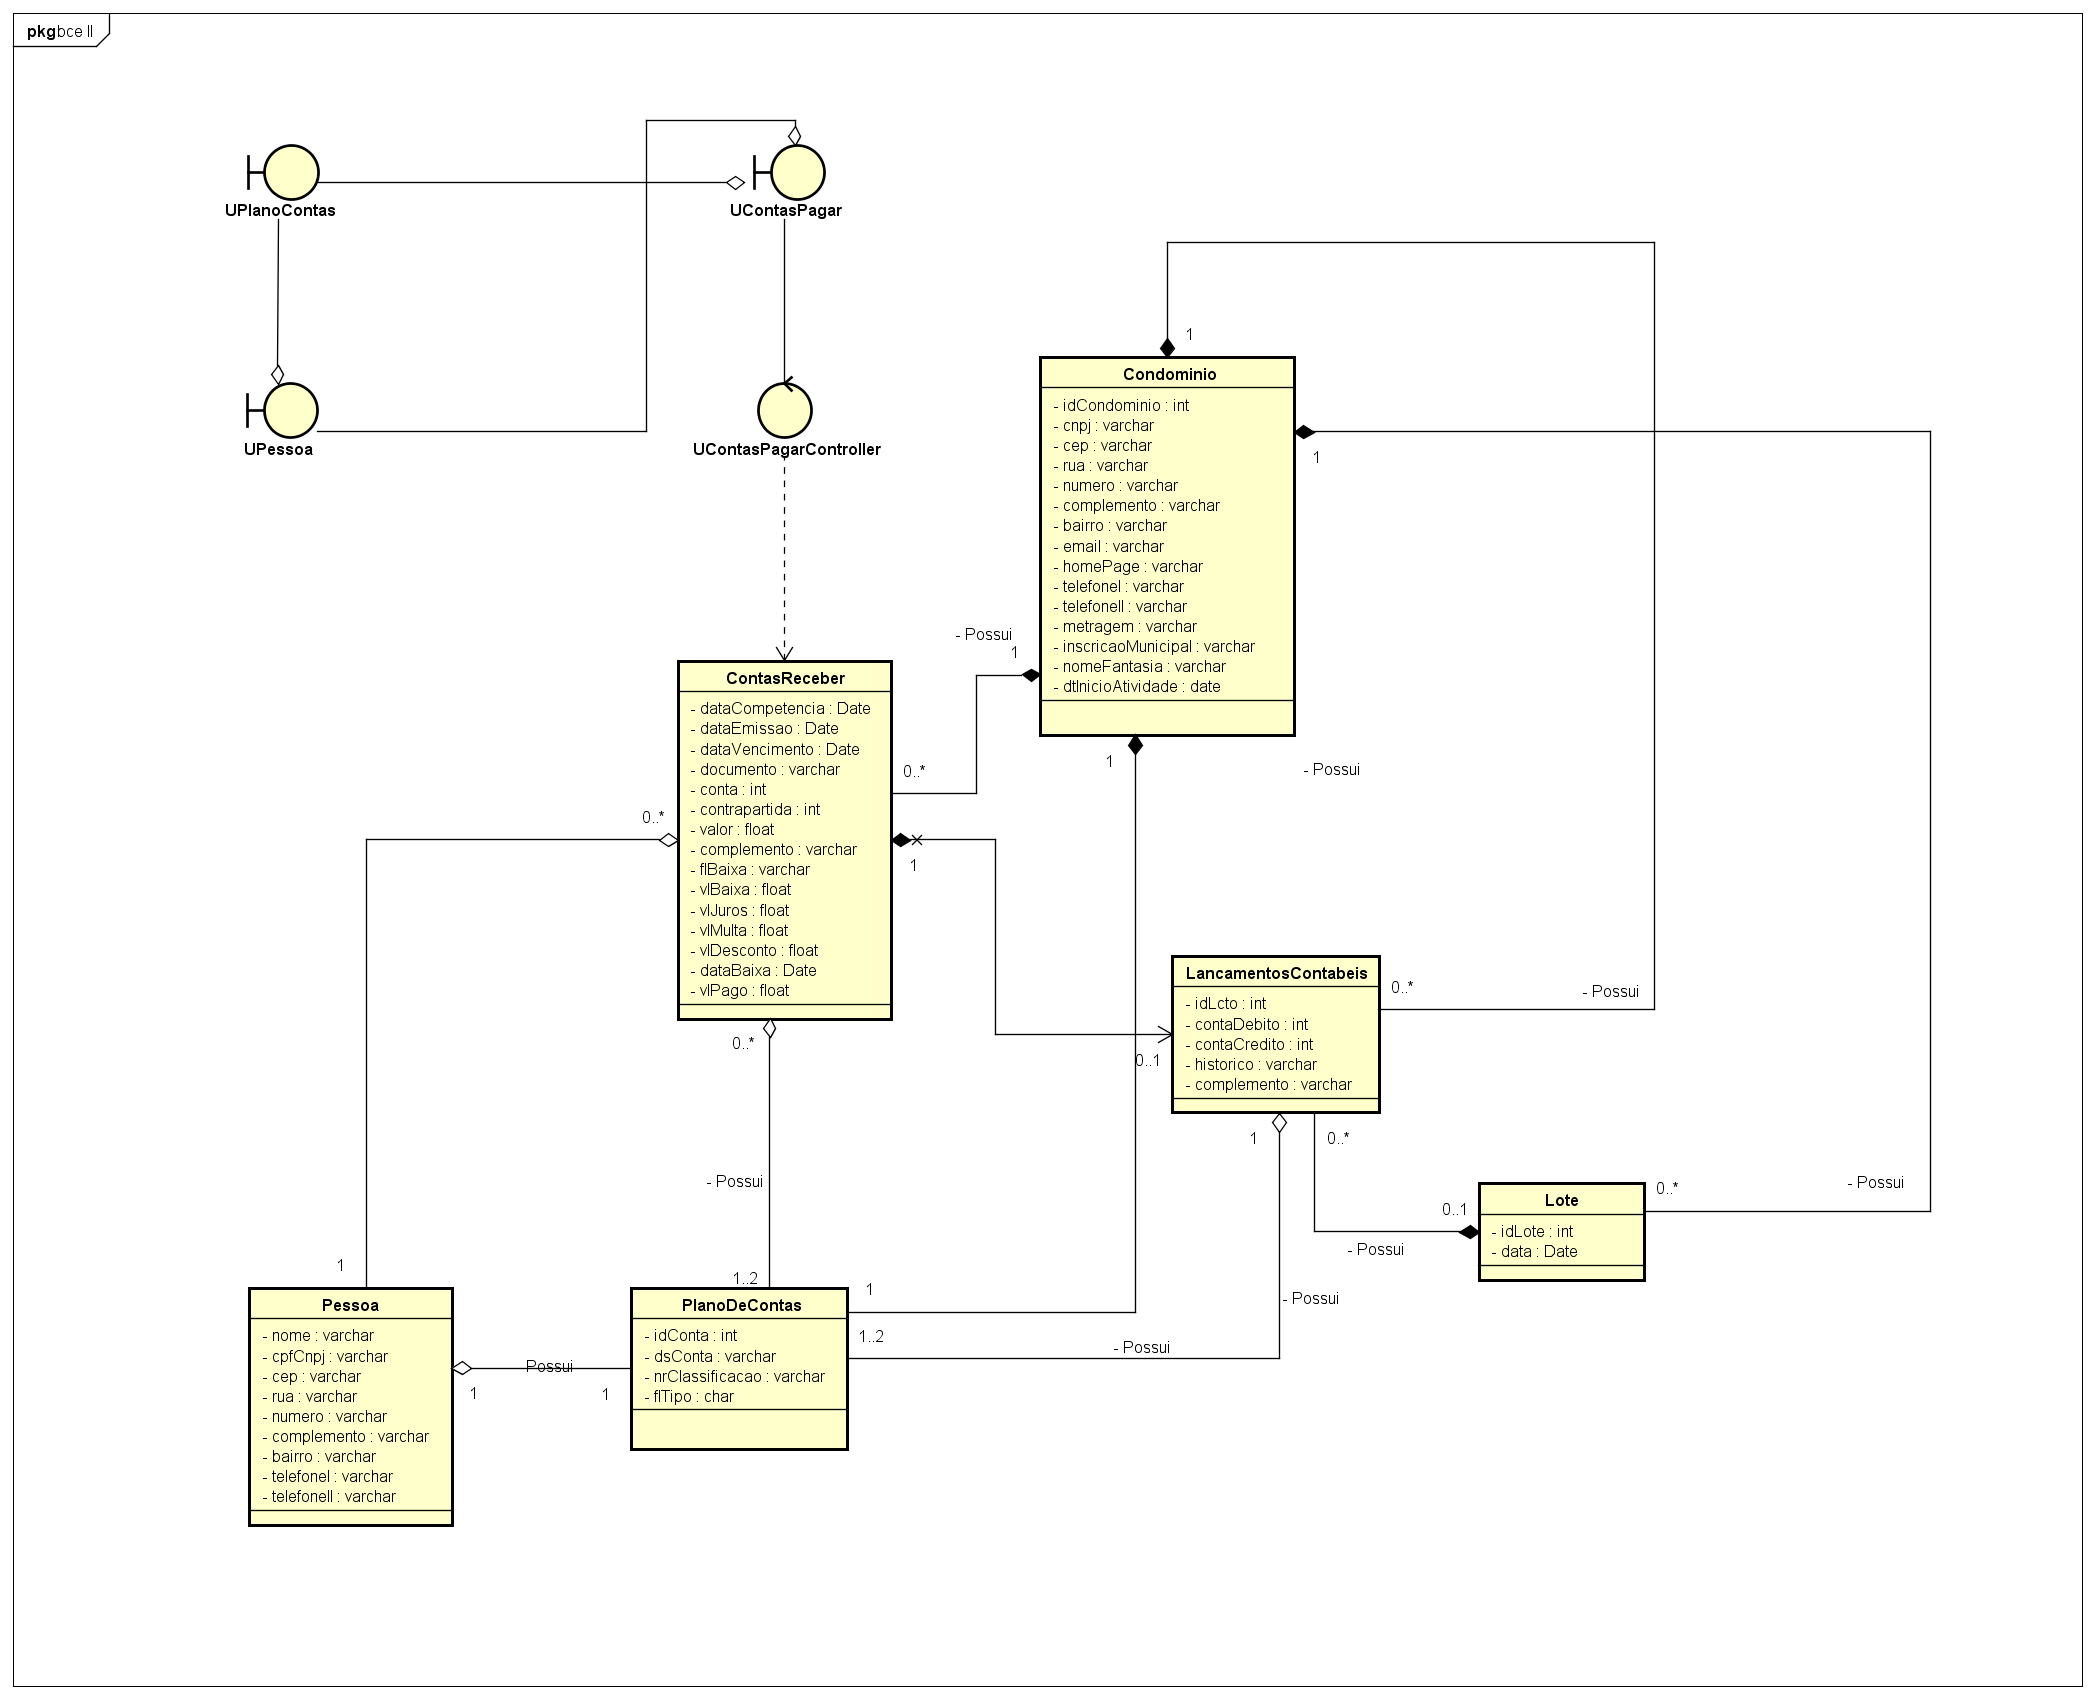 pkg bce II
UPlanoContas
UContasPagar
UPessoa
UContasPagarController
1
Condominio
- idCondominio : int
- cnpj : varchar
- cep : varchar
- rua : varchar
- numero : varchar
- complemento : varchar
- bairro : varchar
- email : varchar
- homePage : varchar
- telefoneI : varchar
- telefoneII : varchar
- metragem : varchar
- inscricaoMunicipal : varchar
- nomeFantasia : varchar
- dtInicioAtividade : date
1
- Possui
1
1
- Possui
0..*
ContasReceber
- dataCompetencia : Date
- dataEmissao : Date
- dataVencimento : Date
- documento : varchar
- conta : int
- contrapartida : int
- valor : float
- complemento : varchar
- flBaixa : varchar
- vlBaixa : float
- vlJuros : float
- vlMulta : float
- vlDesconto : float
- dataBaixa : Date
- vlPago : float
0..*
1
0..*
0..1
LancamentosContabeis
- idLcto : int
- contaDebito : int
- contaCredito : int
- historico : varchar
- complemento : varchar
0..*
- Possui
1
0..*
- Possui
0..1
- Possui
Lote
- idLote : int
- data : Date
0..*
- Possui
- Possui
1
1..2
1
1..2
- Possui
- Possui
Pessoa
- nome : varchar
- cpfCnpj : varchar
- cep : varchar
- rua : varchar
- numero : varchar
- complemento : varchar
- bairro : varchar
- telefoneI : varchar
- telefoneII : varchar
Possui
1
1
PlanoDeContas
- idConta : int
- dsConta : varchar
- nrClassificacao : varchar
- flTipo : char